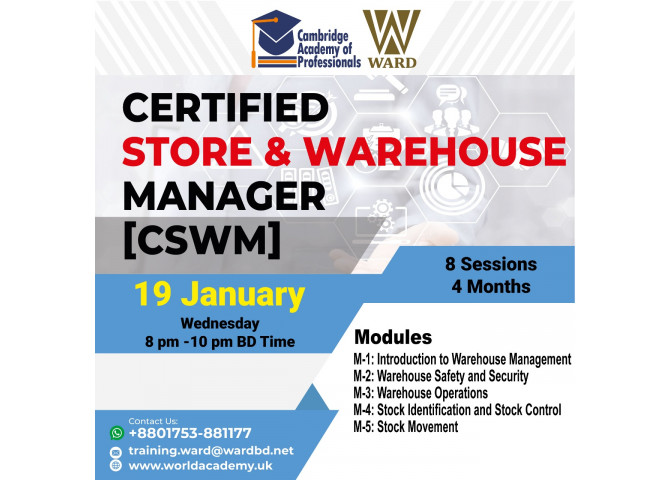 Cambridge
Academy of
Professionals
WARD
CERTIFIED
STORE & WAREHOUSE
MANAGER
[CSWM]
8 Sessions
4 Months
19 January
Wednesday
8 pm -10 pm BD Time
Modules
M-1: Introduction to Warehouse Management
M-2: Warehouse Safety and Security
M-3: Warehouse Operations
M-4: Stock Identification and Stock Control
M-5: Stock Movement
Contact Us:
+8801753-881177
training.ward@wardbd.net
www.worldacademy.uk